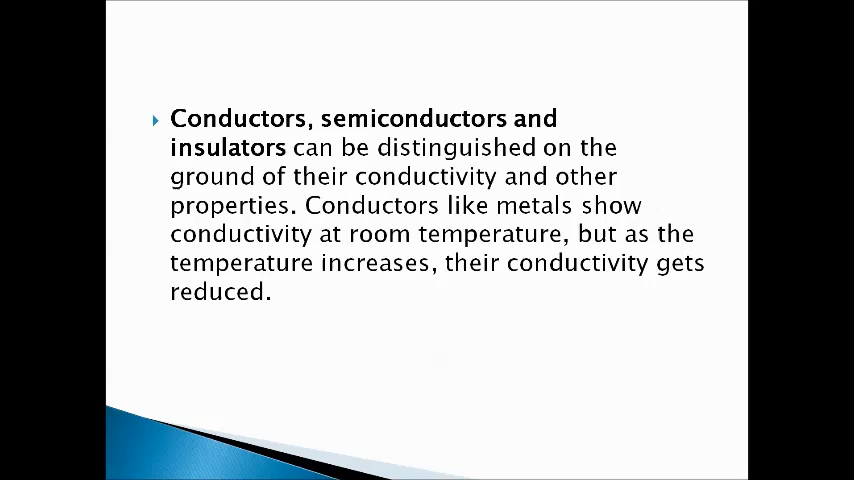 Conductors, semiconductors and
insulators can be distinguished on the
ground of their conductivity and other
properties. Conductors like metals show
conductivity at room temperature, but as the
temperature increases, their conductivity gets
reduced.